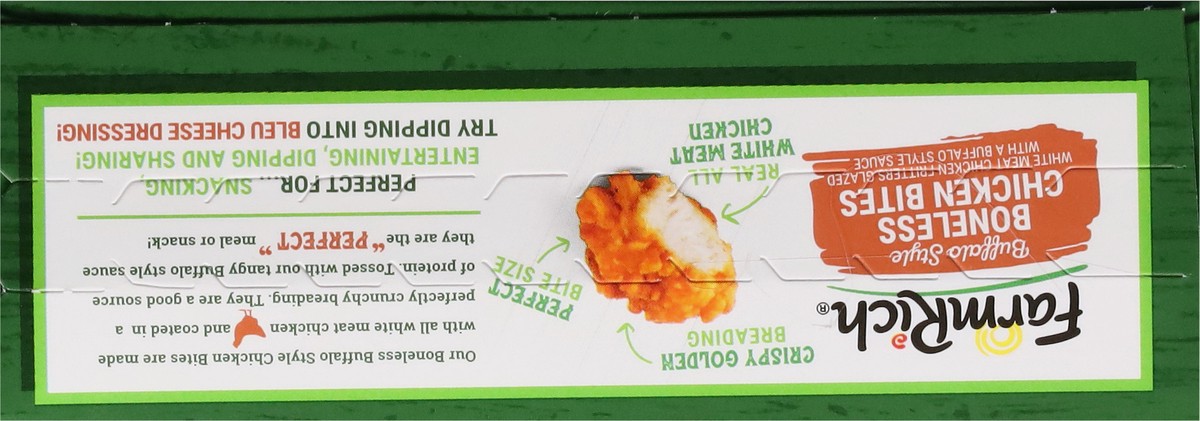 FarmRich®
Buffalo Style
BONELESS
CHICKEN BITES
WHITE MEAT CHICKEN FRITTERS GLAZED
WITH A BUFFALO STYLE SAUCE
CRISPY GOLDEN
BREADING
PERFECT
BITE SIZE
REAL ALL
WHITE MEAT
CHICKEN
Our Boneless Buffalo Style Chicken Bites are made
with all white meat chicken and coated in a
perfectly crunchy breading. They are a good source
of protein. Tossed with our tangy Buffalo style sauce
they are the “PERFECT” meal or snack!
PERFECT FOR.... SNACKING,
ENTERTAINING, DIPPING AND SHARING!
TRY DIPPING INTO BLEU CHEESE DRESSING!